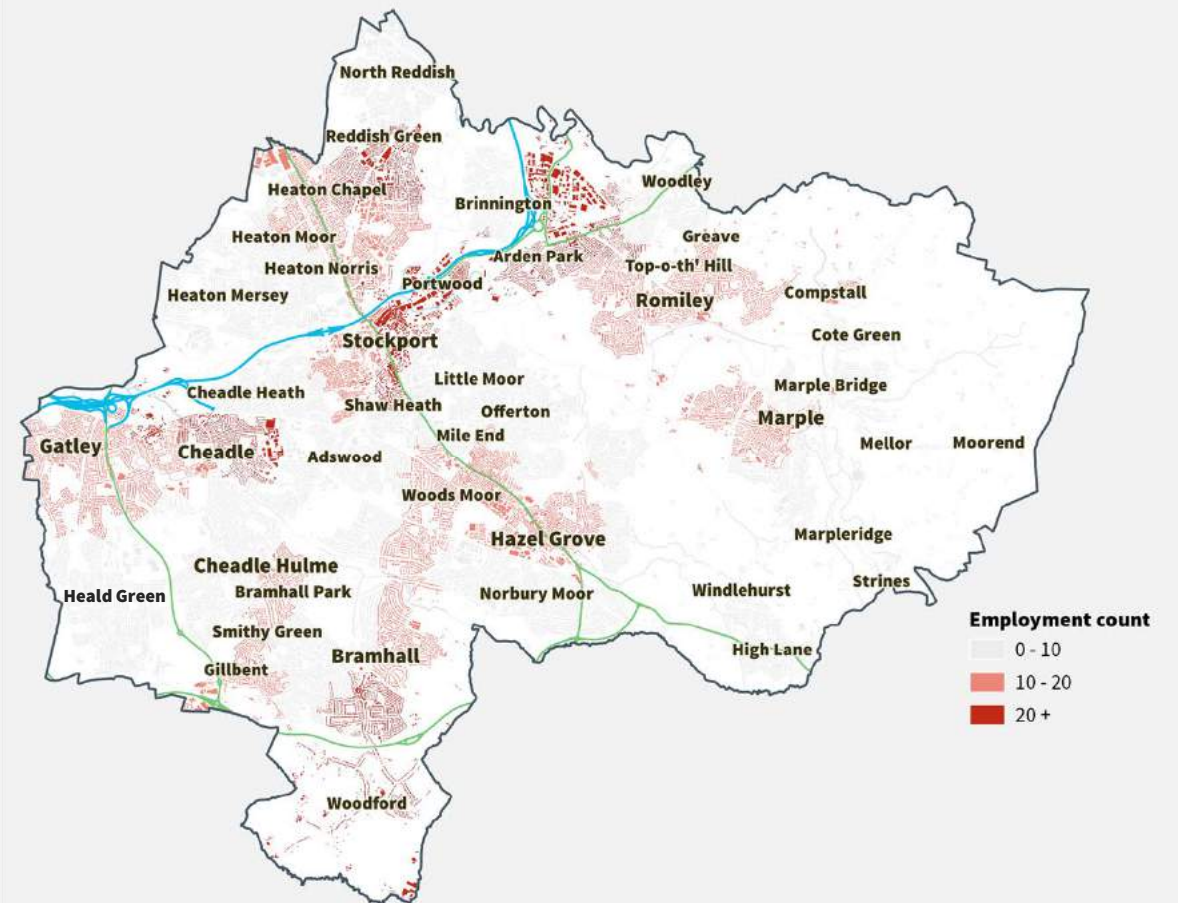 North Reddish
Reddish Green
Woodley
Heaton Chapel
Brinnington
Heaton Moor
Greave
Arden Park
Top-o-th' Hill
Heaton Norris
Portwood
Compstall
Heaton Mersey
Romiley
Cote Green
Stockport
Little Moor
Marple Bridge
Cheadle Heath
Shaw Heath
Offerton
Marple
Mile End
Gatley
Cheadle
Adswood
Mellor
Moorend
Woods Moor
Hazel Grove
Marpleridge
Cheadle Hulme
Strines
Heald Green
Bramhall Park
Norbury Moor
Windlehurst
Employment count
Smithy Green
0 - 10
High Lane
Bramhall
Gillbent
10 - 20
20 +
Woodford